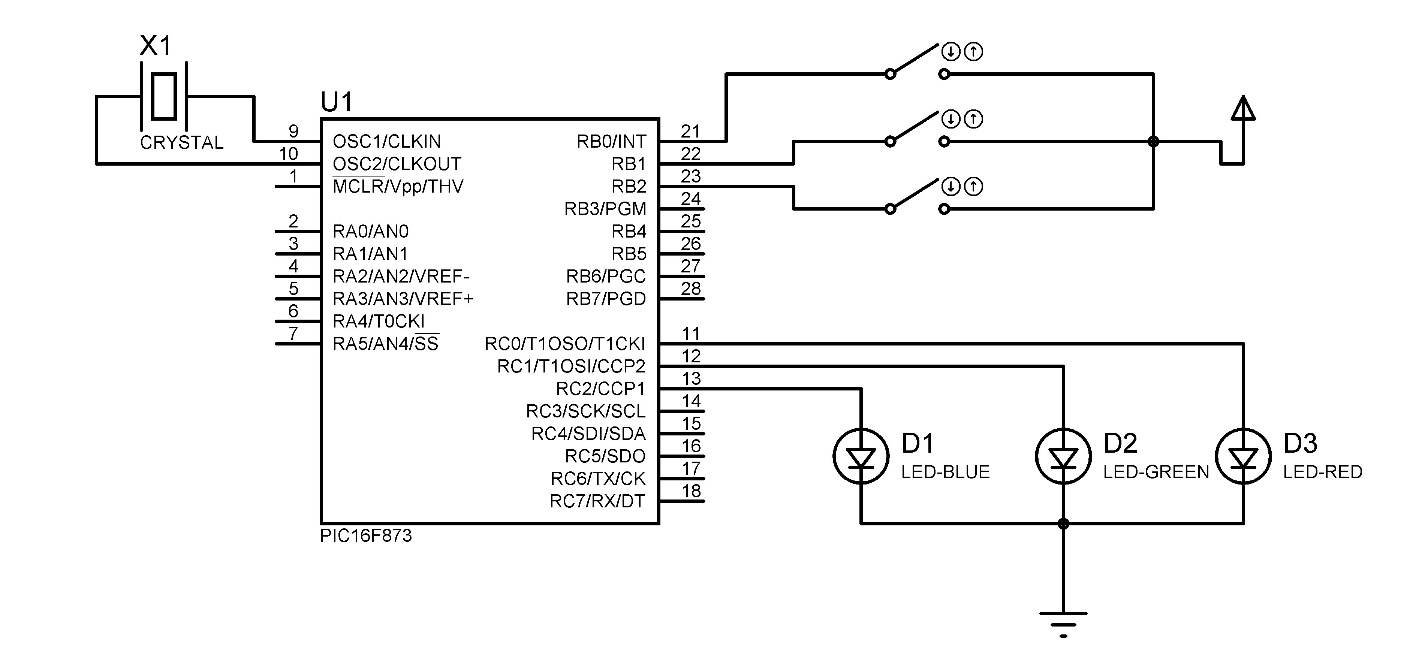 X1
CRYSTAL
U1
9 OSC1/CLKIN
10 OSC2/CLKOUT
1 MCLR/Vpp/THV
2 RA0/AN0
3 RA1/AN1
4 RA2/AN2/VREF-
5 RA3/AN3/VREF+
6 RA4/T0CKI
7 RA5/AN4/SS
RB0/INT 21
RB1 22
RB2 23
RB3/PGM 24
RB4 25
RB5 26
RB6/PGC 27
RB7/PGD 28
RC0/T1OSO/T1CKI 11
RC1/T1OSI/CCP2 12
RC2/CCP1 13
RC3/SCK/SCL 14
RC4/SDI/SDA 15
RC5/SDO 16
RC6/TX/CK 17
RC7/RX/DT 18
PIC16F873
D1
LED-BLUE
D2
LED-GREEN
D3
LED-RED